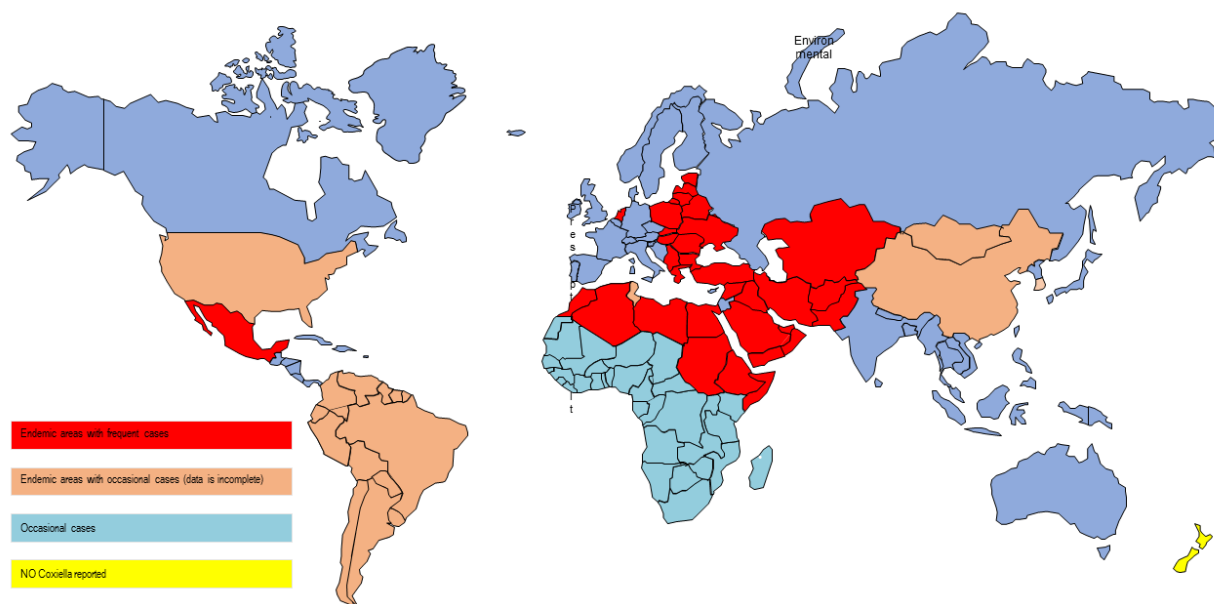 Environ
mental
Endemic areas with frequent cases
Endemic areas with occasional cases (data is incomplete)
Occasional cases
NO Coxiella reported